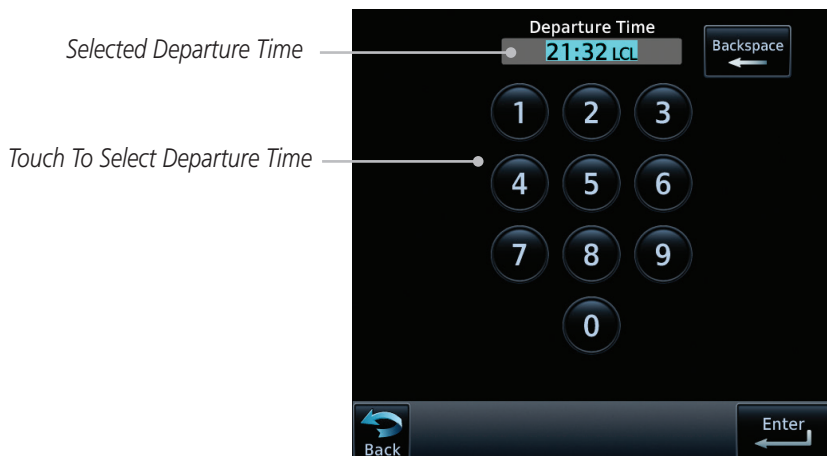 Departure Time
Selected Departure Time
21:32 LCL
Backspace
1 2 3
Touch To Select Departure Time
4 5 6
7 8 9
0
Back
Enter